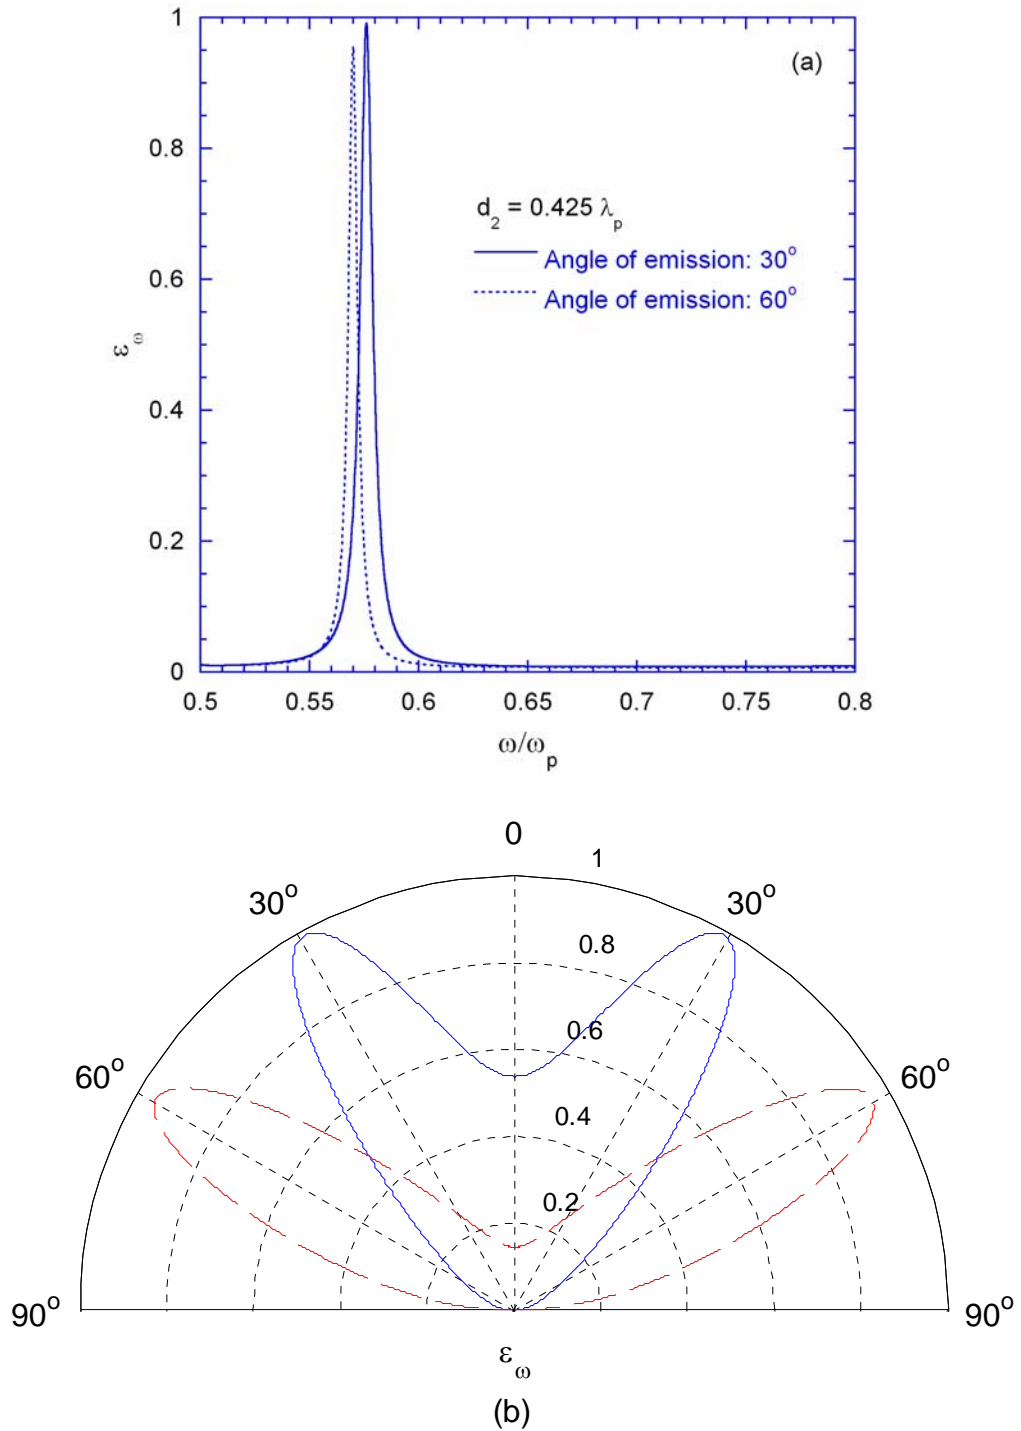 1
(a)
0.8
d₂ = 0.425 λₚ
Angle of emission: 30°
0.6
Angle of emission: 60°
ε_ω
0.4
0.2
0
0.5 0.55 0.6 0.65 0.7 0.75 0.8
ω/ωₚ
0
1
30° 30°
0.8
0.6
60° 60°
0.4
0.2
90° 90°
ε_ω
(b)